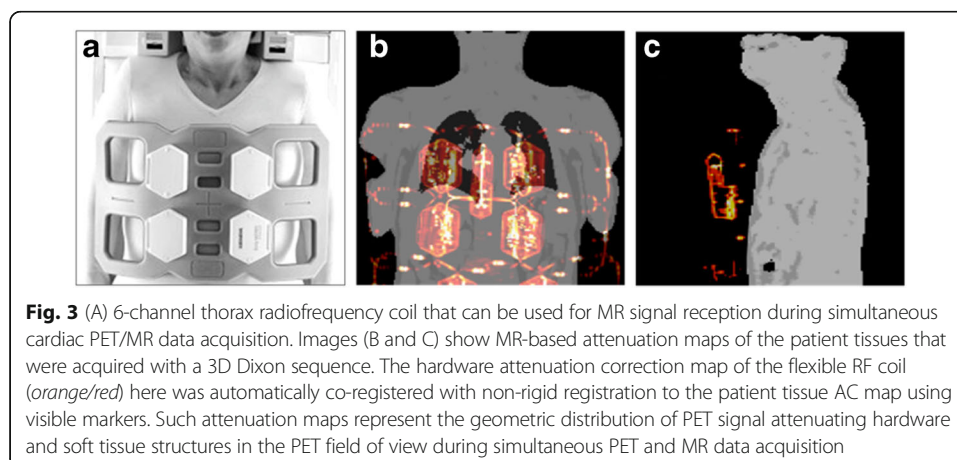 a b c
Fig. 3 (A) 6-channel thorax radiofrequency coil that can be used for MR signal reception during simultaneous
cardiac PET/MR data acquisition. Images (B and C) show MR-based attenuation maps of the patient tissues that
were acquired with a 3D Dixon sequence. The hardware attenuation correction map of the flexible RF coil
(orange/red) here was automatically co-registered with non-rigid registration to the patient tissue AC map using
visible markers. Such attenuation maps represent the geometric distribution of PET signal attenuating hardware
and soft tissue structures in the PET field of view during simultaneous PET and MR data acquisition